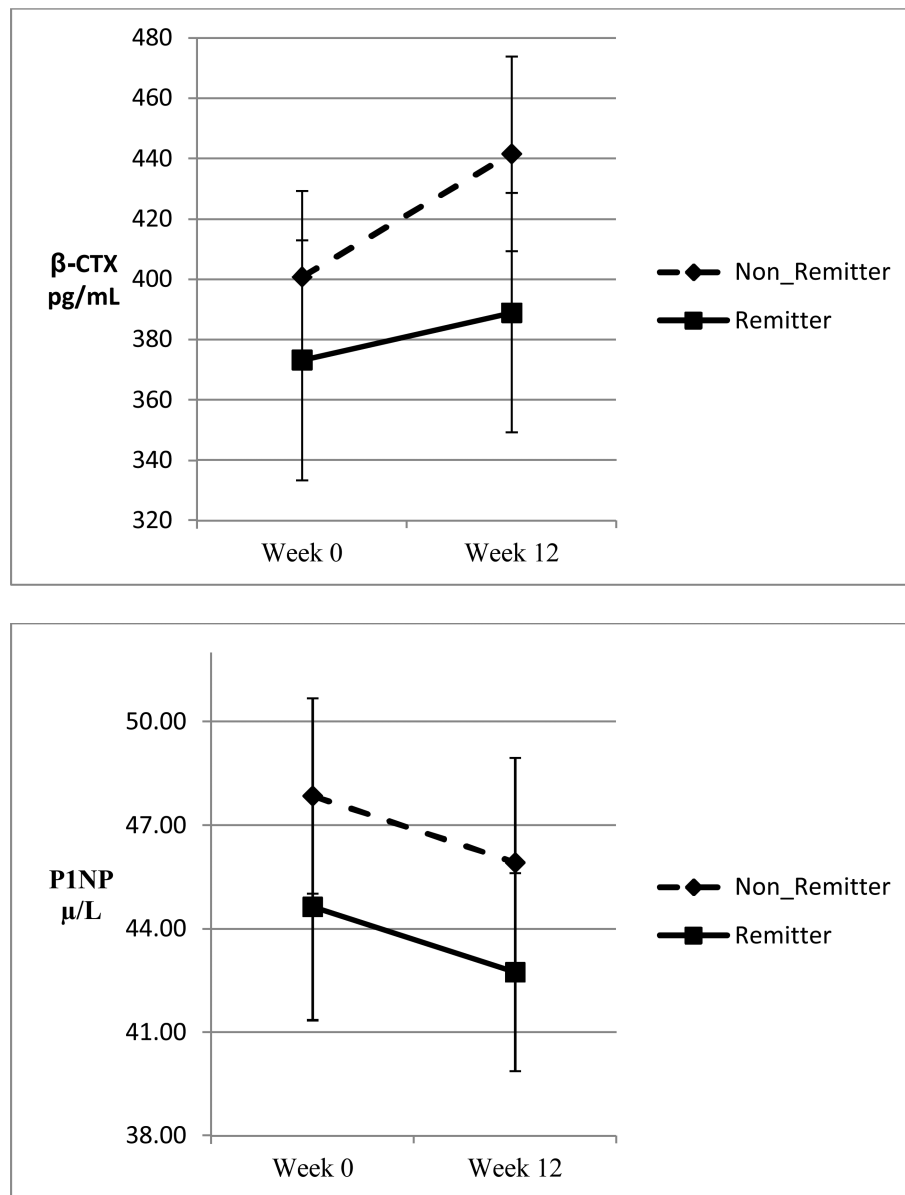 480
460
440
420
400
380
360
340
320
β-CTX
pg/mL
Week 0
Week 12
Non_Remitter
Remitter
50.00
47.00
44.00
41.00
38.00
P1NP
µ/L
Week 0
Week 12
Non_Remitter
Remitter